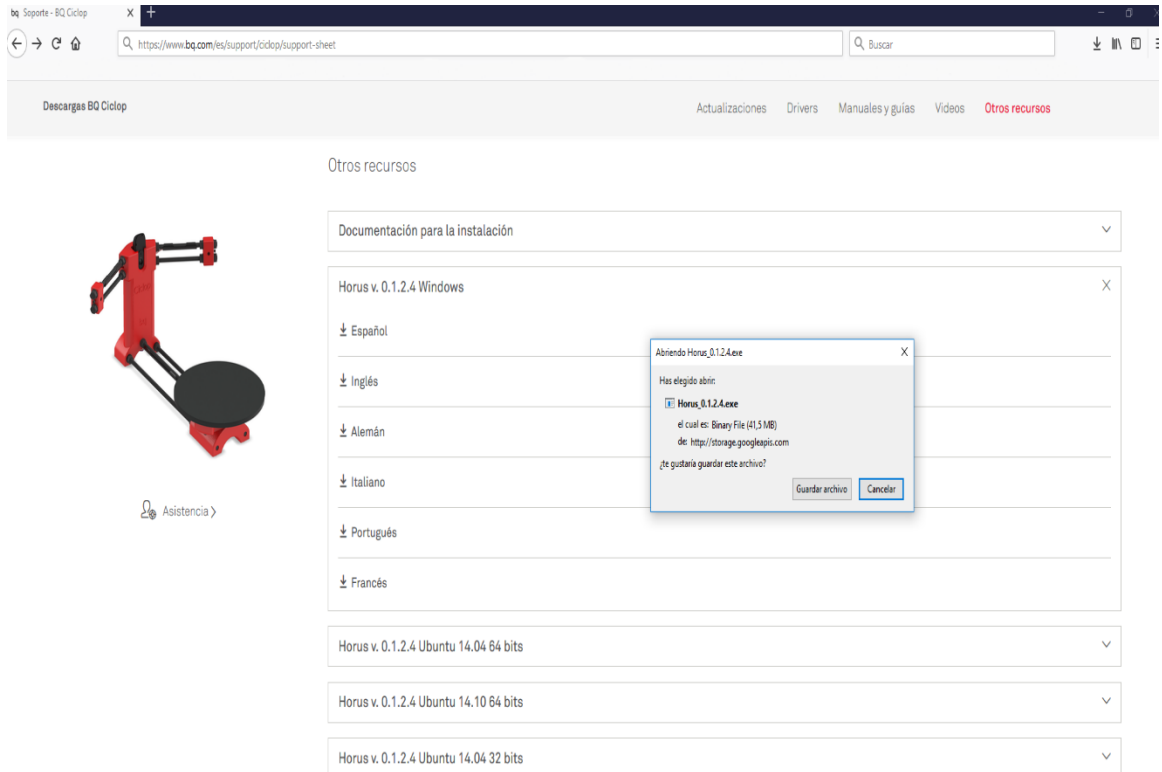 bq Soporte - BQ Ciclop
https://www.bq.com/es/support/ciclop/support-sheet
Buscar
Descargas BQ Ciclop
Actualizaciones Drivers Manuales y guías Videos Otros recursos
Otros recursos
Documentación para la instalación
Horus v. 0.1.2.4 Windows
Español
Inglés
Alemán
Italiano
Portugués
Francés
Asistencia
Abriendo Horus_0.1.2.4.exe
Has elegido abrir:
Horus_0.1.2.4.exe
el cual es: Binary File (41,5 MB)
de: http://storage.googleapis.com
¿te gustaría guardar este archivo?
Guardar archivo Cancelar
Horus v. 0.1.2.4 Ubuntu 14.04 64 bits
Horus v. 0.1.2.4 Ubuntu 14.10 64 bits
Horus v. 0.1.2.4 Ubuntu 14.04 32 bits